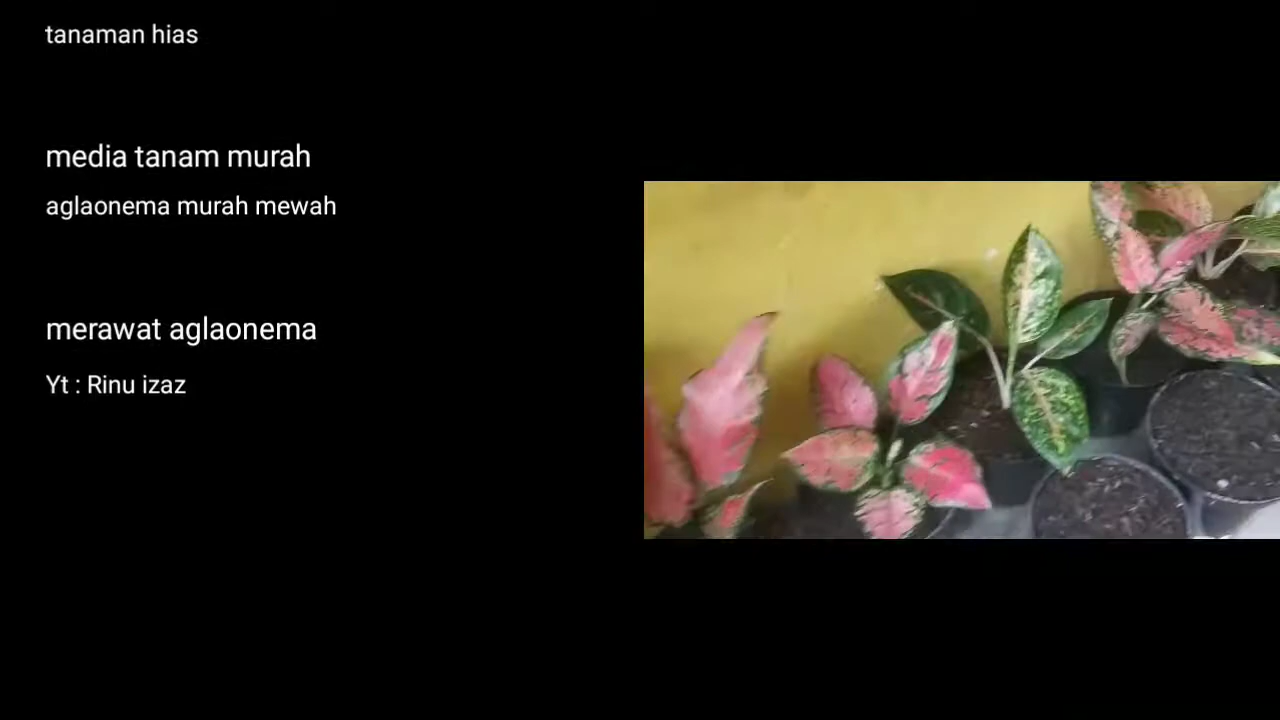 tanaman hias
media tanam murah
aglaonema murah mewah
merawat aglaonema
Yt : Rinu izaz